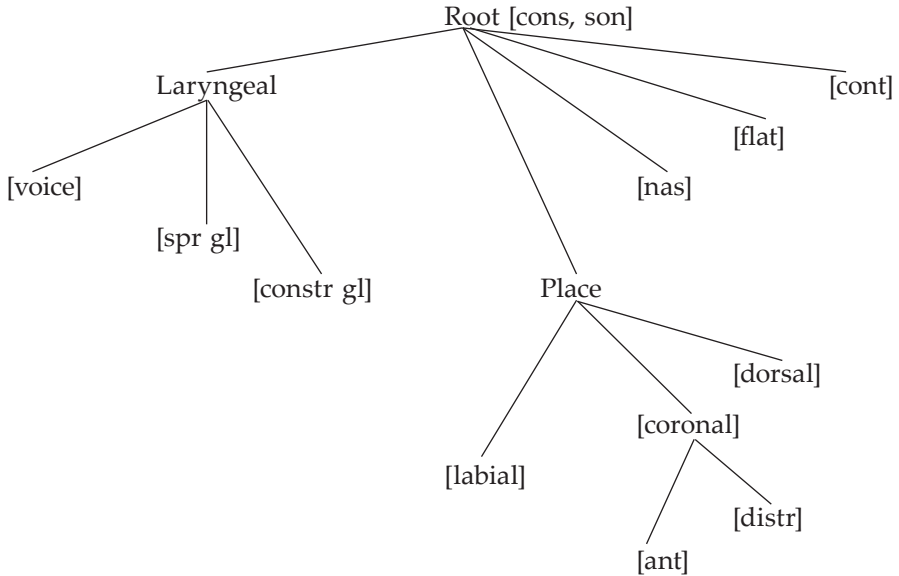 Root [cons, son]
Laryngeal
[cont]
[flat]
[voice]
[nas]
[spr gl]
[constr gl]
Place
[dorsal]
[coronal]
[labial]
[distr]
[ant]